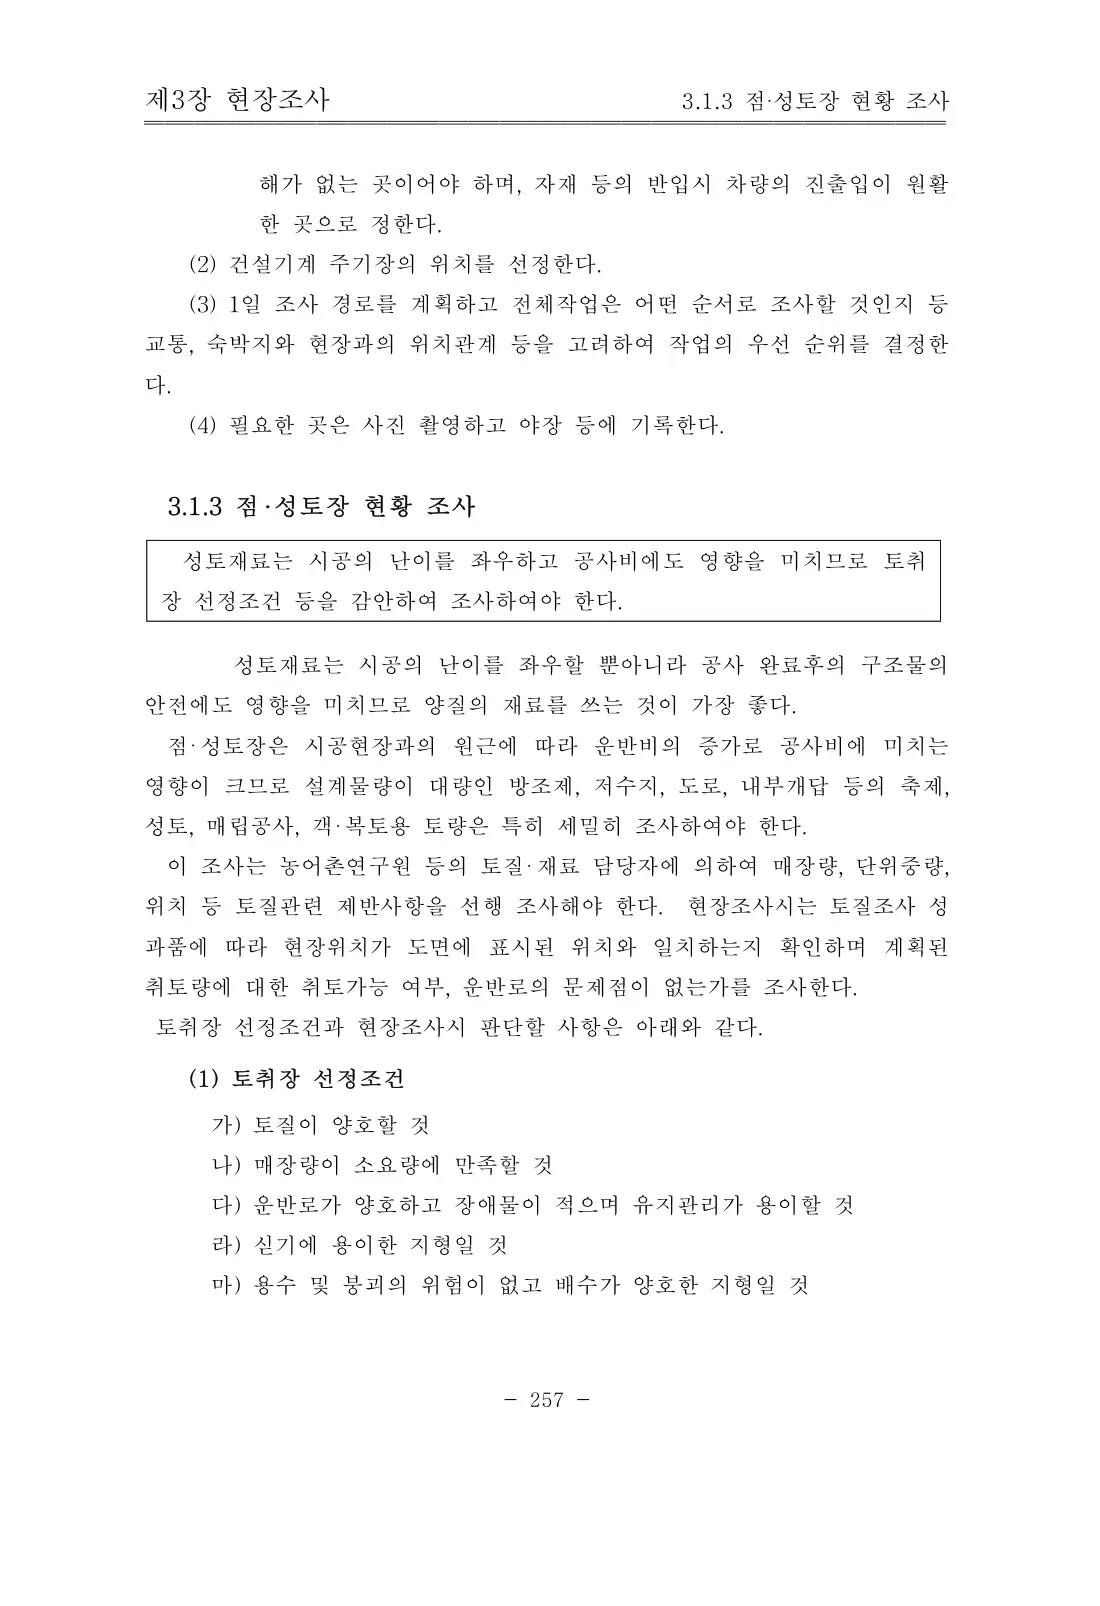 제3장 현장조사 3.1.3 점·성토장 현황 조사
해가 없는 곳이어야 하며, 자재 등의 반입시 차량의 진출입이 원활
한 곳으로 정한다.
(2) 건설기계 주기장의 위치를 선정한다.
(3) 1일 조사 경로를 계획하고 전체작업은 어떤 순서로 조사할 것인지 등
교통, 숙박지와 현장과의 위치관계 등을 고려하여 작업의 우선 순위를 결정한
다.
(4) 필요한 곳은 사진 촬영하고 야장 등에 기록한다.
3.1.3 점·성토장 현황 조사
성토재료는 시공의 난이를 좌우하고 공사비에도 영향을 미치므로 토취
장 선정조건 등을 감안하여 조사하여야 한다.
성토재료는 시공의 난이를 좌우할 뿐아니라 공사 완료후의 구조물의
안전에도 영향을 미치므로 양질의 재료를 쓰는 것이 가장 좋다.
점·성토장은 시공현장과의 원근에 따라 운반비의 증가로 공사비에 미치는
영향이 크므로 설계물량이 대량인 방조제, 저수지, 도로, 내부개답 등의 축제,
성토, 매립공사, 객·복토용 토량은 특히 세밀히 조사하여야 한다.
이 조사는 농어촌연구원 등의 토질·재료 담당자에 의하여 매장량, 단위중량,
위치 등 토질관련 제반사항을 선행 조사해야 한다. 현장조사시는 토질조사 성
과품에 따라 현장위치가 도면에 표시된 위치와 일치하는지 확인하며 계획된
취토량에 대한 취토가능 여부, 운반로의 문제점이 없는가를 조사한다.
토취장 선정조건과 현장조사시 판단할 사항은 아래와 같다.
(1) 토취장 선정조건
가) 토질이 양호할 것
나) 매장량이 소요량에 만족할 것
다) 운반로가 양호하고 장애물이 적으며 유지관리가 용이할 것
라) 싣기에 용이한 지형일 것
마) 용수 및 붕괴의 위험이 없고 배수가 양호한 지형일 것
- 257 -